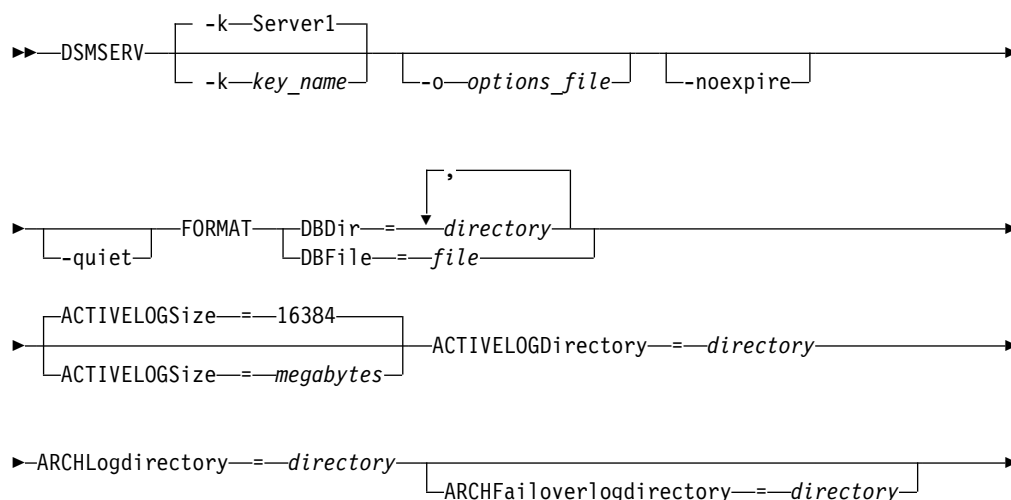 -k Server1
DSMSERV
-k key_name
-o options_file
-noexpire
,
-quiet
FORMAT
DBDir = directory
DBFile = file
ACTIVELOGSize = 16384
ACTIVELOGSize = megabytes
ACTIVELOGDirectory = directory
ARCHLogdirectory = directory
ARCHFailoverlogdirectory = directory